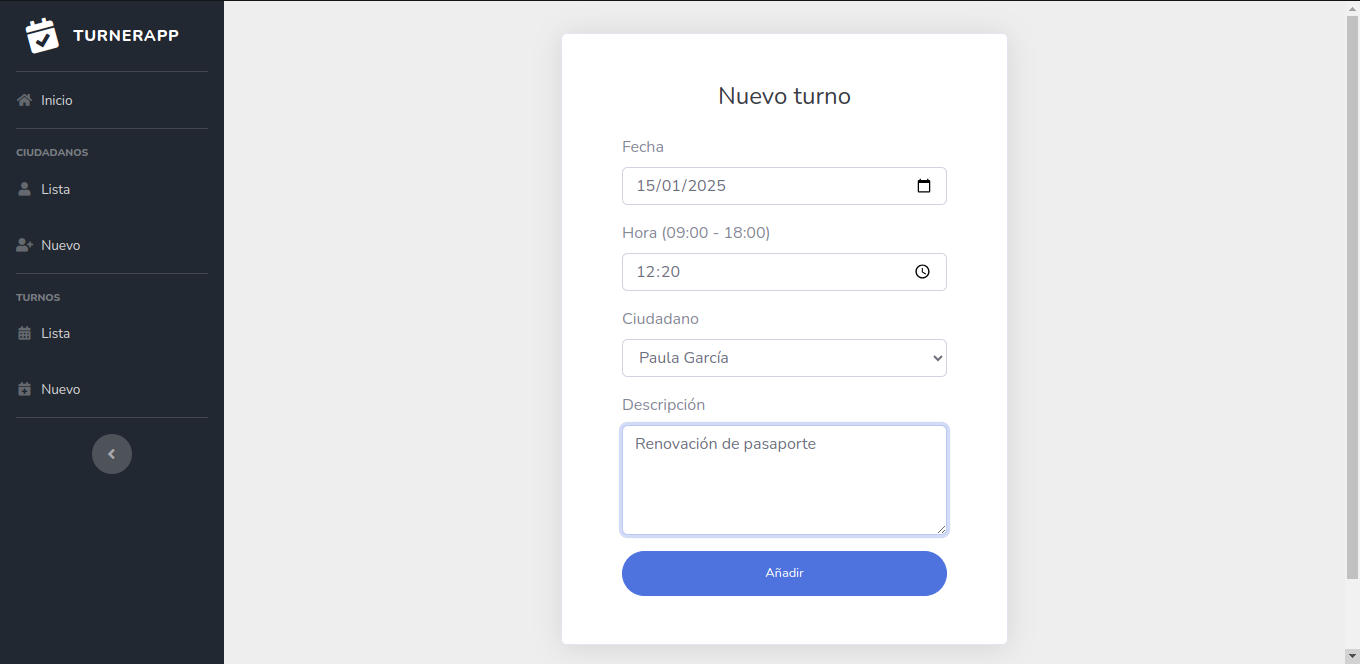 TURNERAPP
Inicio
CIUDADANOS
Lista
Nuevo
TURNOS
Lista
Nuevo
Nuevo turno
Fecha
15/01/2025
Hora (09:00 - 18:00)
12:20
Ciudadano
Paula García
Descripción
Renovación de pasaporte
Añadir